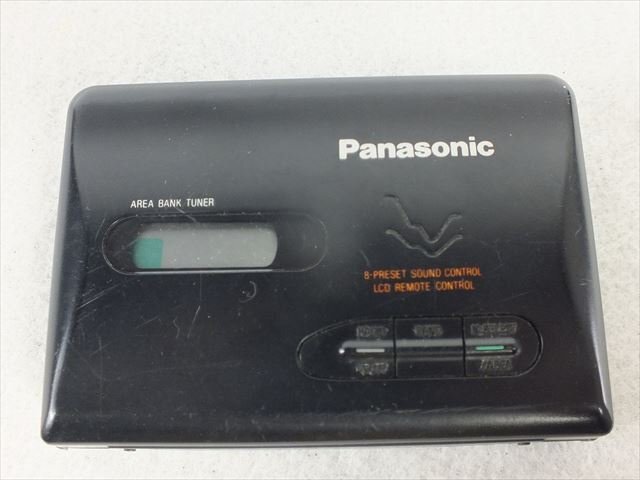 Panasonic
AREA BANK TUNER
8-PRESET SOUND CONTROL
LCD REMOTE CONTROL